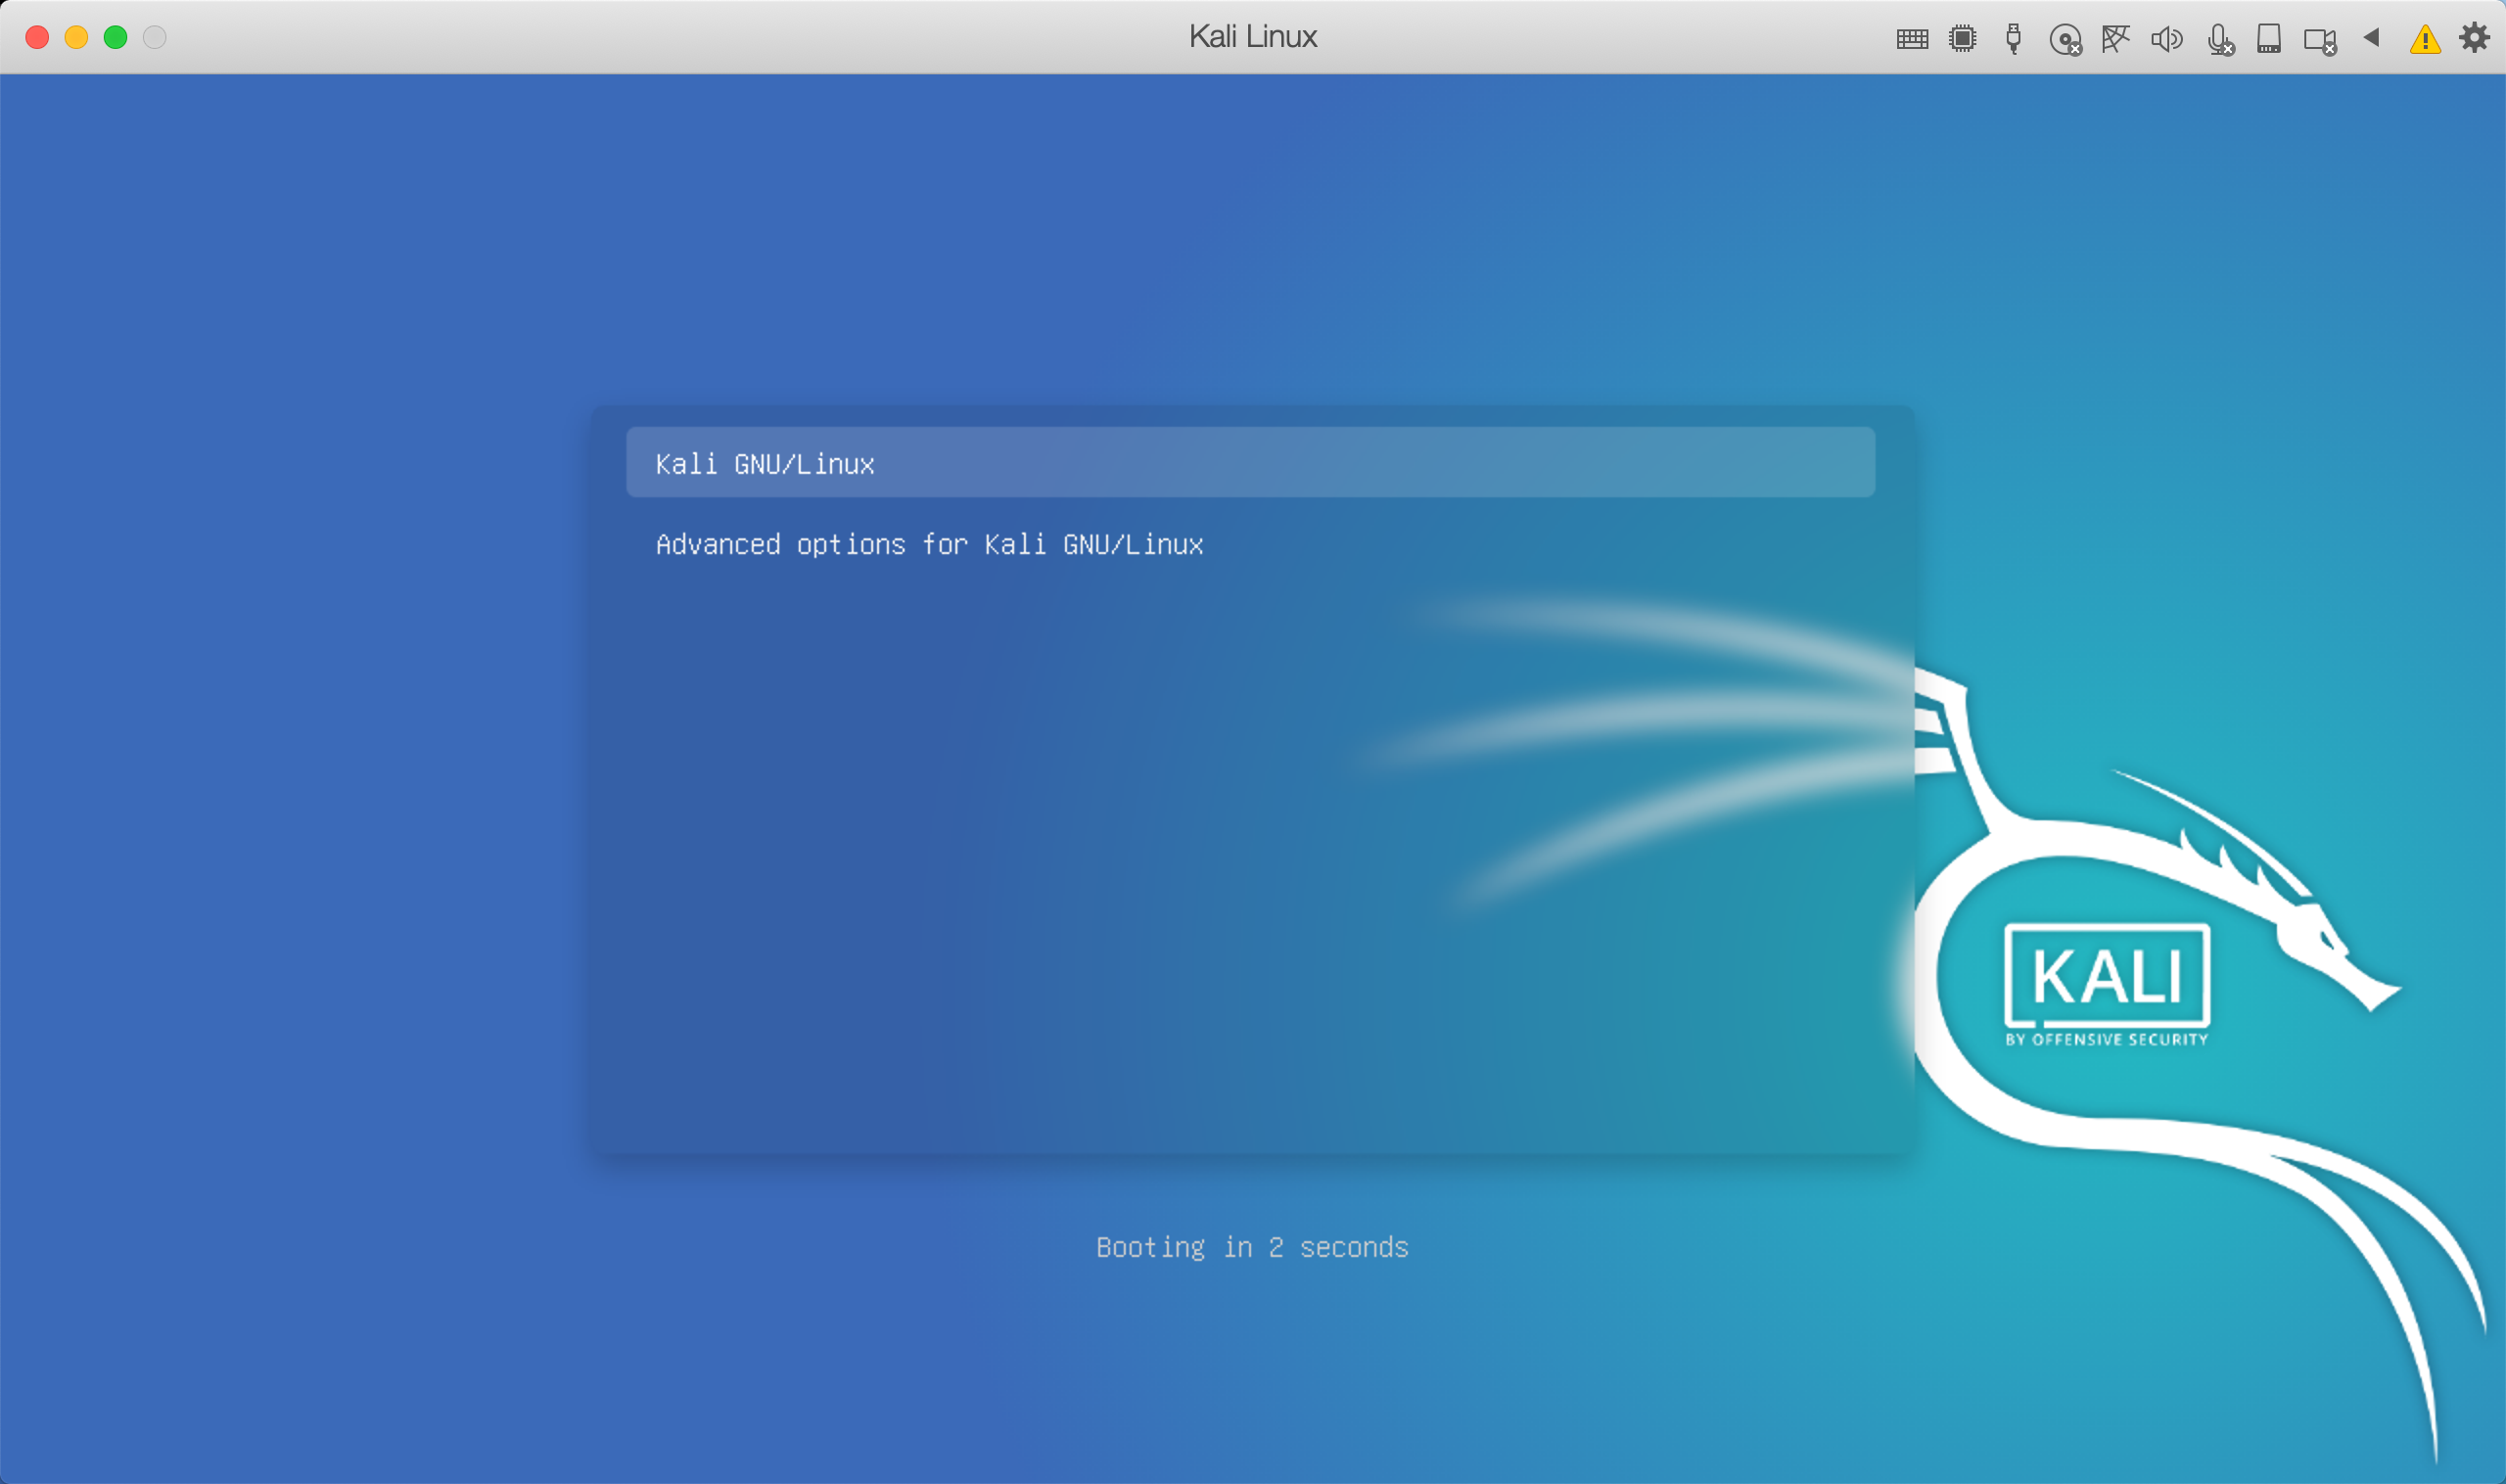 Kali Linux
Kali GNU/Linux
Advanced options for Kali GNU/Linux
KALI
BY OFFENSIVE SECURITY
Booting in 2 seconds